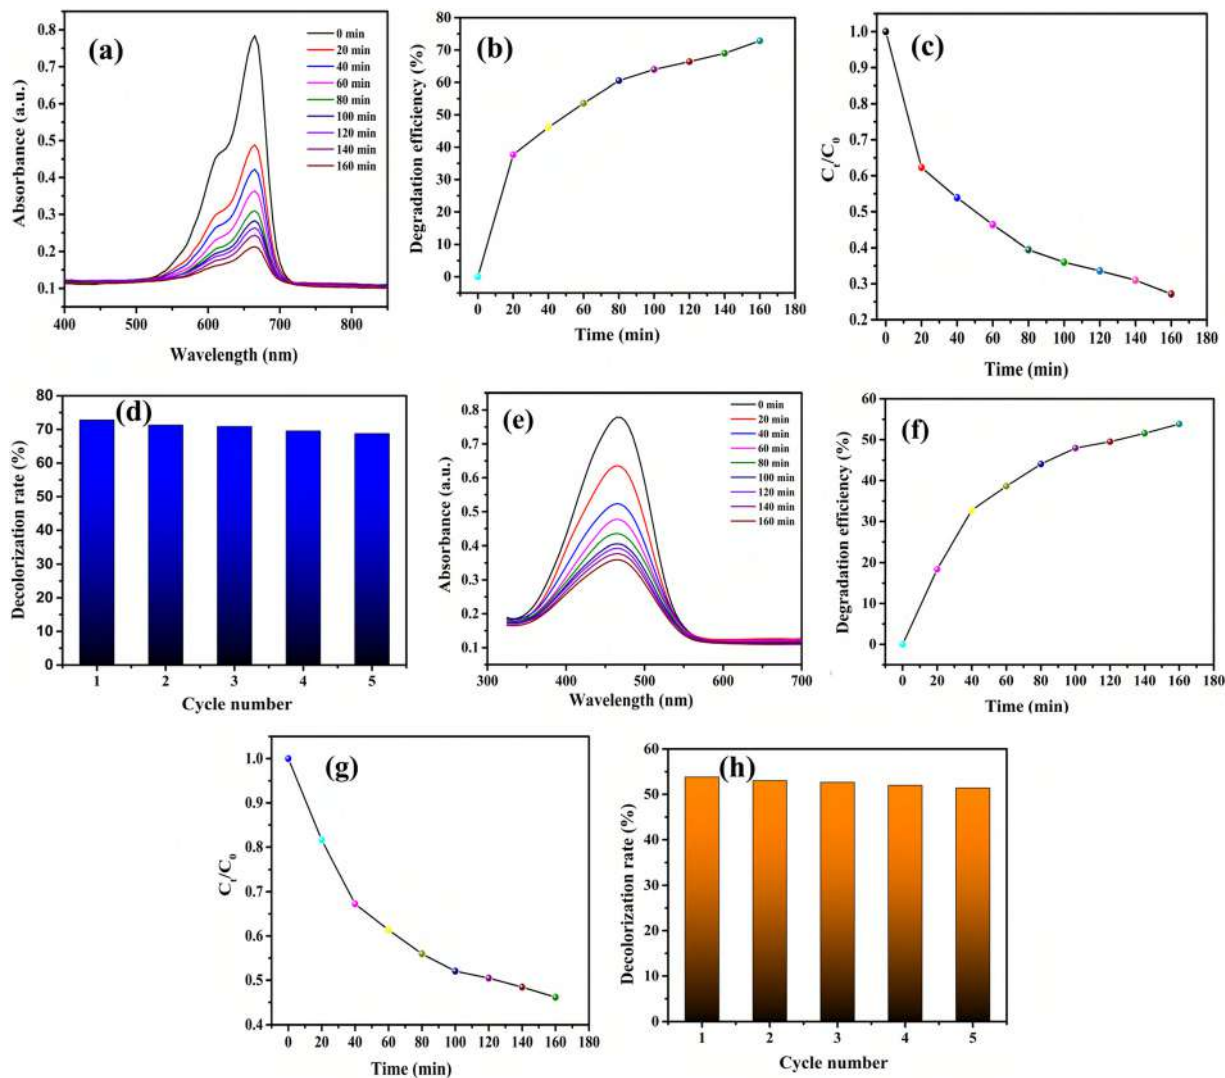 (a)
0 min
20 min
40 min
60 min
80 min
100 min
120 min
140 min
160 min
Absorbance (a.u.)
0.8
0.7
0.6
0.5
0.4
0.3
0.2
0.1
400
500
600
700
800
Wavelength (nm)
(b)
Degradation efficiency (%)
80
70
60
50
40
30
20
10
0
0 20 40 60 80 100 120 140 160 180
Time (min)
(c)
Cₜ/C₀
1.0
0.9
0.8
0.7
0.6
0.5
0.4
0.3
0.2
0 20 40 60 80 100 120 140 160 180
Time (min)
(d)
Decolorization rate (%)
80
70
60
50
40
30
20
10
0
1 2 3 4 5
Cycle number
(e)
0 min
20 min
40 min
60 min
80 min
100 min
120 min
140 min
160 min
Absorbance (a.u.)
0.8
0.7
0.6
0.5
0.4
0.3
0.2
0.1
300 400 500 600 700
Wavelength (nm)
(f)
Degradation efficiency (%)
60
50
40
30
20
10
0
0 20 40 60 80 100 120 140 160 180
Time (min)
(g)
Cₜ/C₀
1.0
0.9
0.8
0.7
0.6
0.5
0.4
0 20 40 60 80 100 120 140 160 180
Time (min)
(h)
Decolorization rate (%)
60
50
40
30
20
10
0
1 2 3 4 5
Cycle number